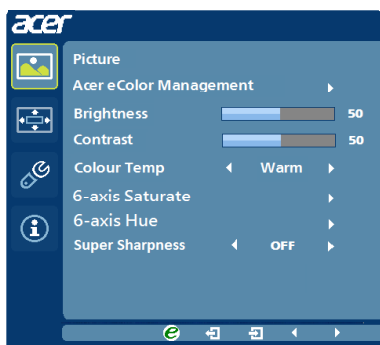 acer
Picture
Acer eColor Management
Brightness 50
Contrast 50
Colour Temp Warm
6-axis Saturate
6-axis Hue
Super Sharpness OFF
e